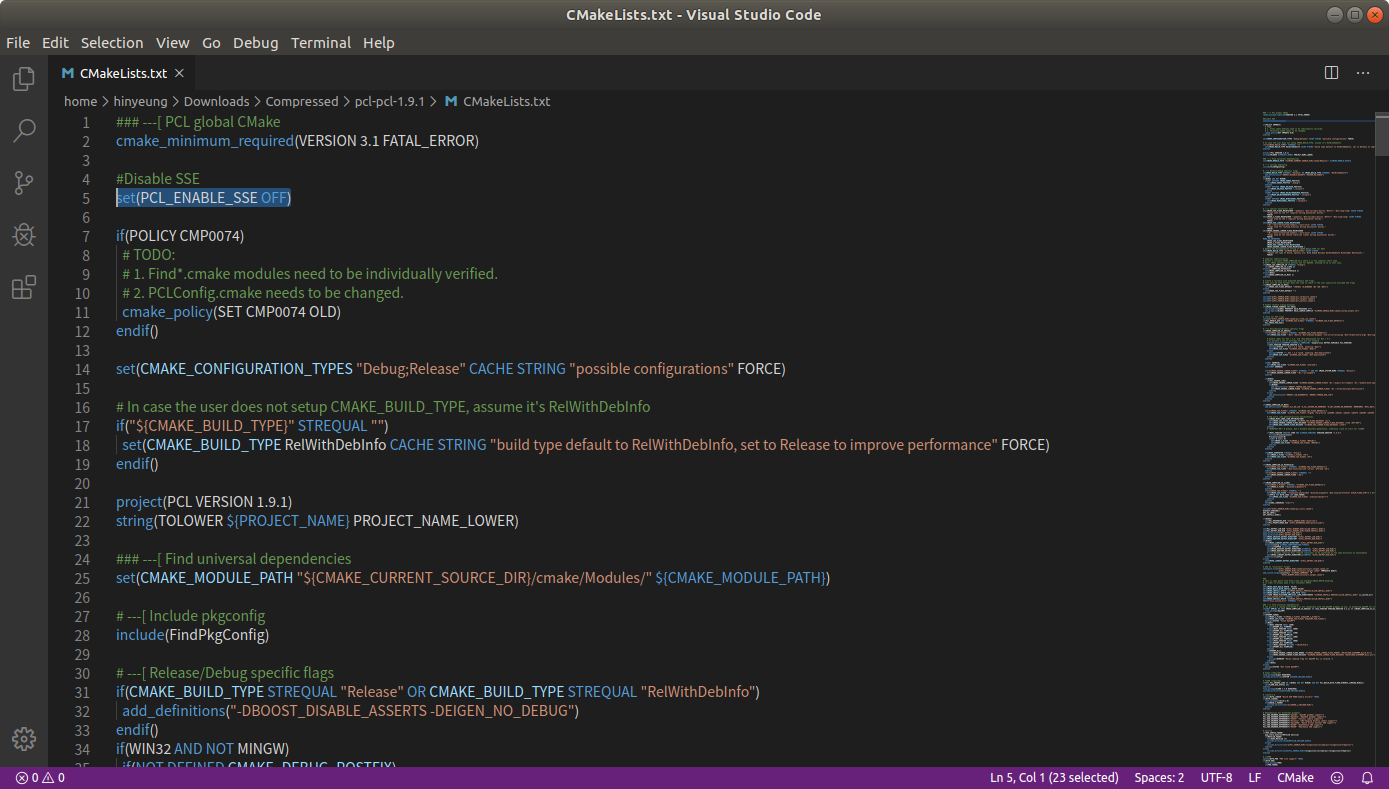 CMakeLists.txt - Visual Studio Code
File Edit Selection View Go Debug Terminal Help
CMakeLists.txt
home > hinyeung > Downloads > Compressed > pcl-pcl-1.9.1 > CMakeLists.txt
1 ### ---[ PCL global CMake
2 cmake_minimum_required(VERSION 3.1 FATAL_ERROR)
3
4 #Disable SSE
5 set(PCL_ENABLE_SSE OFF)
6
7 if(POLICY CMP0074)
8 # TODO:
9 # 1. Find*.cmake modules need to be individually verified.
10 # 2. PCLConfig.cmake needs to be changed.
11 cmake_policy(SET CMP0074 OLD)
12 endif()
13
14 set(CMAKE_CONFIGURATION_TYPES "Debug;Release" CACHE STRING "possible configurations" FORCE)
15
16 # In case the user does not setup CMAKE_BUILD_TYPE, assume it's RelWithDebInfo
17 if("${CMAKE_BUILD_TYPE}" STREQUAL "")
18 set(CMAKE_BUILD_TYPE RelWithDebInfo CACHE STRING "build type default to RelWithDebInfo, set to Release to improve performance" FORCE)
19 endif()
20
21 project(PCL VERSION 1.9.1)
22 string(TOLOWER ${PROJECT_NAME} PROJECT_NAME_LOWER)
23
24 ### ---[ Find universal dependencies
25 set(CMAKE_MODULE_PATH "${CMAKE_CURRENT_SOURCE_DIR}/cmake/Modules/" ${CMAKE_MODULE_PATH})
26
27 # ---[ Include pkgconfig
28 include(FindPkgConfig)
29
30 # ---[ Release/Debug specific flags
31 if(CMAKE_BUILD_TYPE STREQUAL "Release" OR CMAKE_BUILD_TYPE STREQUAL "RelWithDebInfo")
32 add_definitions("-DBOOST_DISABLE_ASSERTS -DEIGEN_NO_DEBUG")
33 endif()
34 if(WIN32 AND NOT MINGW)
35 if(NOT DEFINED CMAKE_DEBUG_POSTFIX)
0 0 Ln 5, Col 1 (23 selected) Spaces: 2 UTF-8 LF CMake